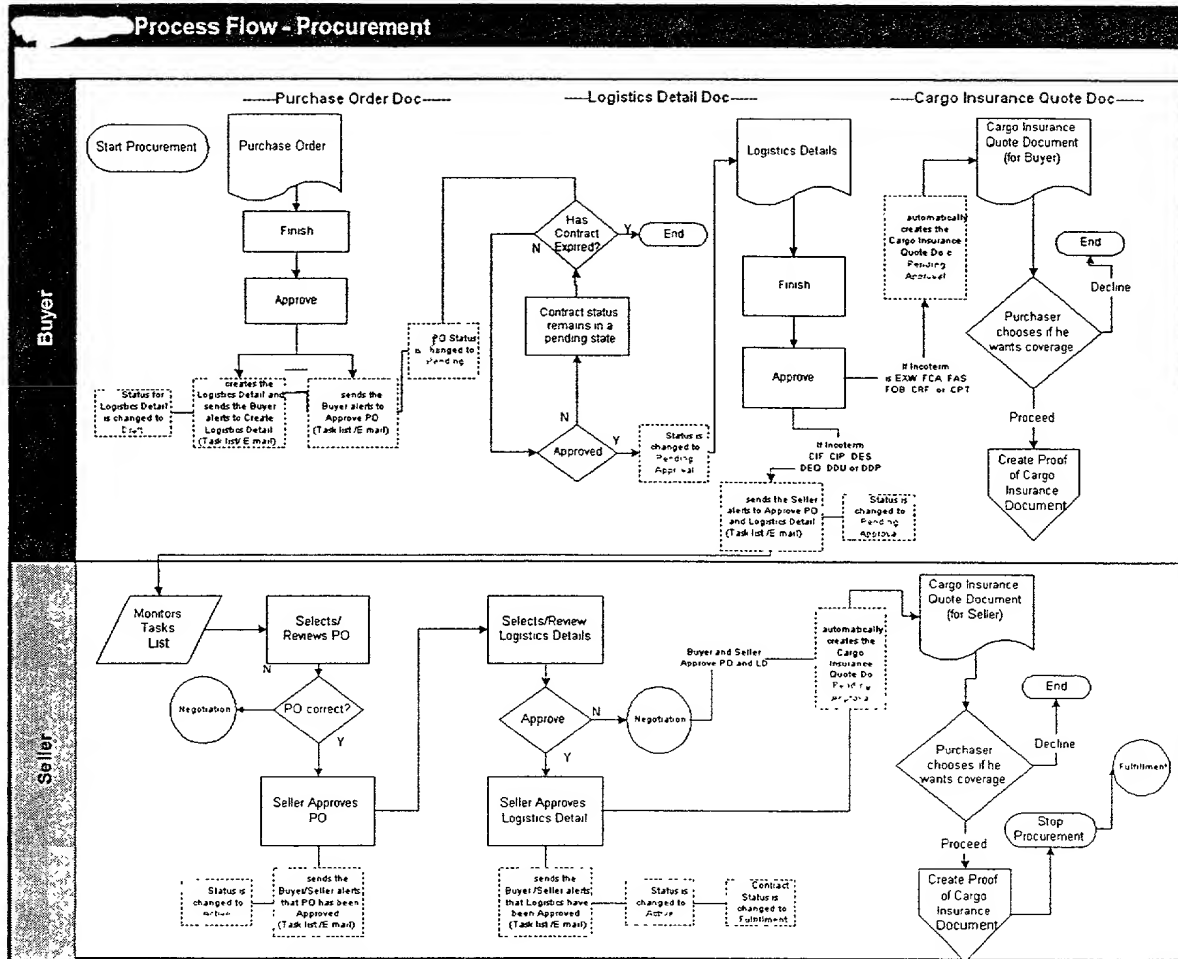 Process Flow - Procurement
Buyer
-----Purchase Order Doc-----
-----Logistics Detail Doc-----
-----Cargo Insurance Quote Doc-----
Start Procurement
Purchase Order
Finish
Approve
Status for
Logistics Detail
is changed to
creates the
Logistics Detail and
sends the Buyer
alerts to Create
Logistics Detail
(Task list/ E mail)
sends the
Buyer alerts to
Approve PO
(Task list /E mail)
PO Status
is changed to
Pending
Has
Contract
Expired?
Y
N
End
Contract status
remains in a
pending state
N
Approved
Y
Status is
changed to
Pending
Approval
Logistics Details
Finish
Approve
If Incoterm
is EXW FCA FAS
FOB CRF or CPT
If Incoterm
CIF CIP DES
DEQ DDU or DDP
sends the Seller
alerts to Approve PO
and Logistics Detail
(Task list /E mail)
Status is
changed to
Pending
automatically
creates the
Cargo Insurance
Quote
Pending
Approval
Cargo Insurance
Quote Document
(for Buyer)
End
Decline
Purchaser
chooses if he
wants coverage
Proceed
Create Proof
of Cargo
Insurance
Document
Seller
Monitors
Tasks
List
Selects/
Reviews PO
N
Negotiation
PO correct?
Y
Seller Approves
PO
Status is
changed to
sends the
Buyer/Seller alerts
that PO has been
Approved
(Task list /E mail)
Selects/Review
Logistics Details
Approve
N
Negotiation
Y
Seller Approves
Logistics Detail
sends the
Buyer/Seller alerts
that Logistics have
been Approved
(Task list /E mail)
Status is
changed to
Active
Contract
Status is
changed to
Fulfillment
Buyer and Seller
Approve PO and LD
automatically
creates the
Cargo
Insurance
Quote
Pending
Cargo Insurance
Quote Document
(for Seller)
End
Decline
Purchaser
chooses if he
wants coverage
Proceed
Create Proof
of Cargo
Insurance
Document
Stop
Procurement
Fulfillment